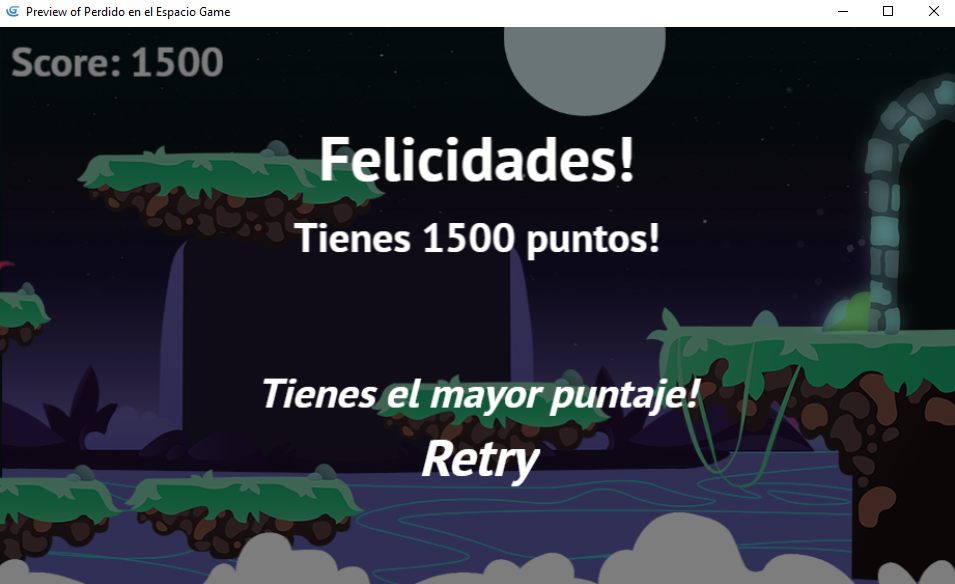 Preview of Perdido en el Espacio Game
Score: 1500
Felicidades!
Tienes 1500 puntos!
Tienes el mayor puntaje!
Retry